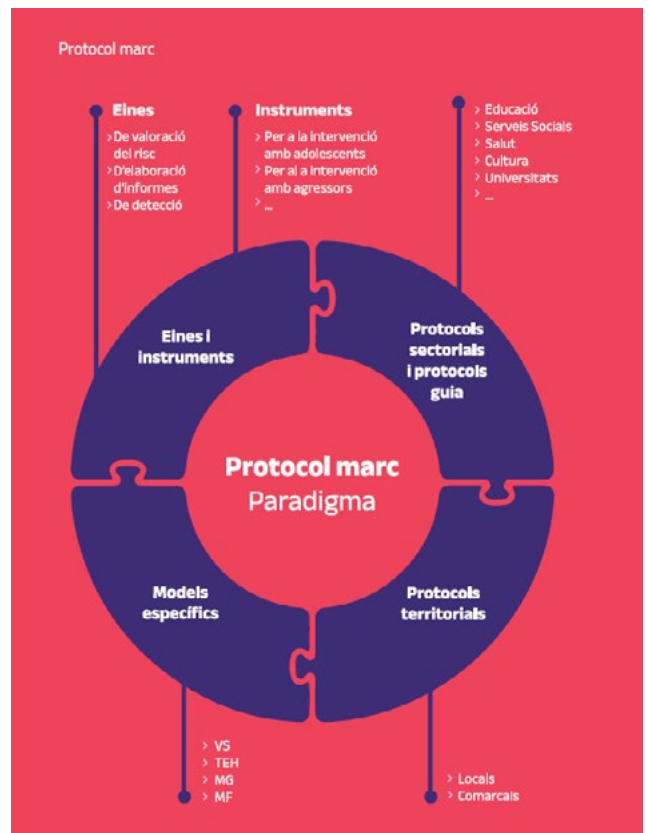 Protocol marc
Eines
› De valoració
del risc
› D'elaboració
d'informes
› De detecció
Instruments
› Per a la intervenció
amb adolescents
› Per al a intervenció
amb agressors
› ...
› Educació
› Serveis Socials
› Salut
› Cultura
› Universitats
› ...
Eines i
instruments
Protocols
sectorials
i protocols
guia
Protocol marc
Paradigma
Models
específics
Protocols
territorials
› VS
› TEH
› MG
› MF
› Locals
› Comarcals